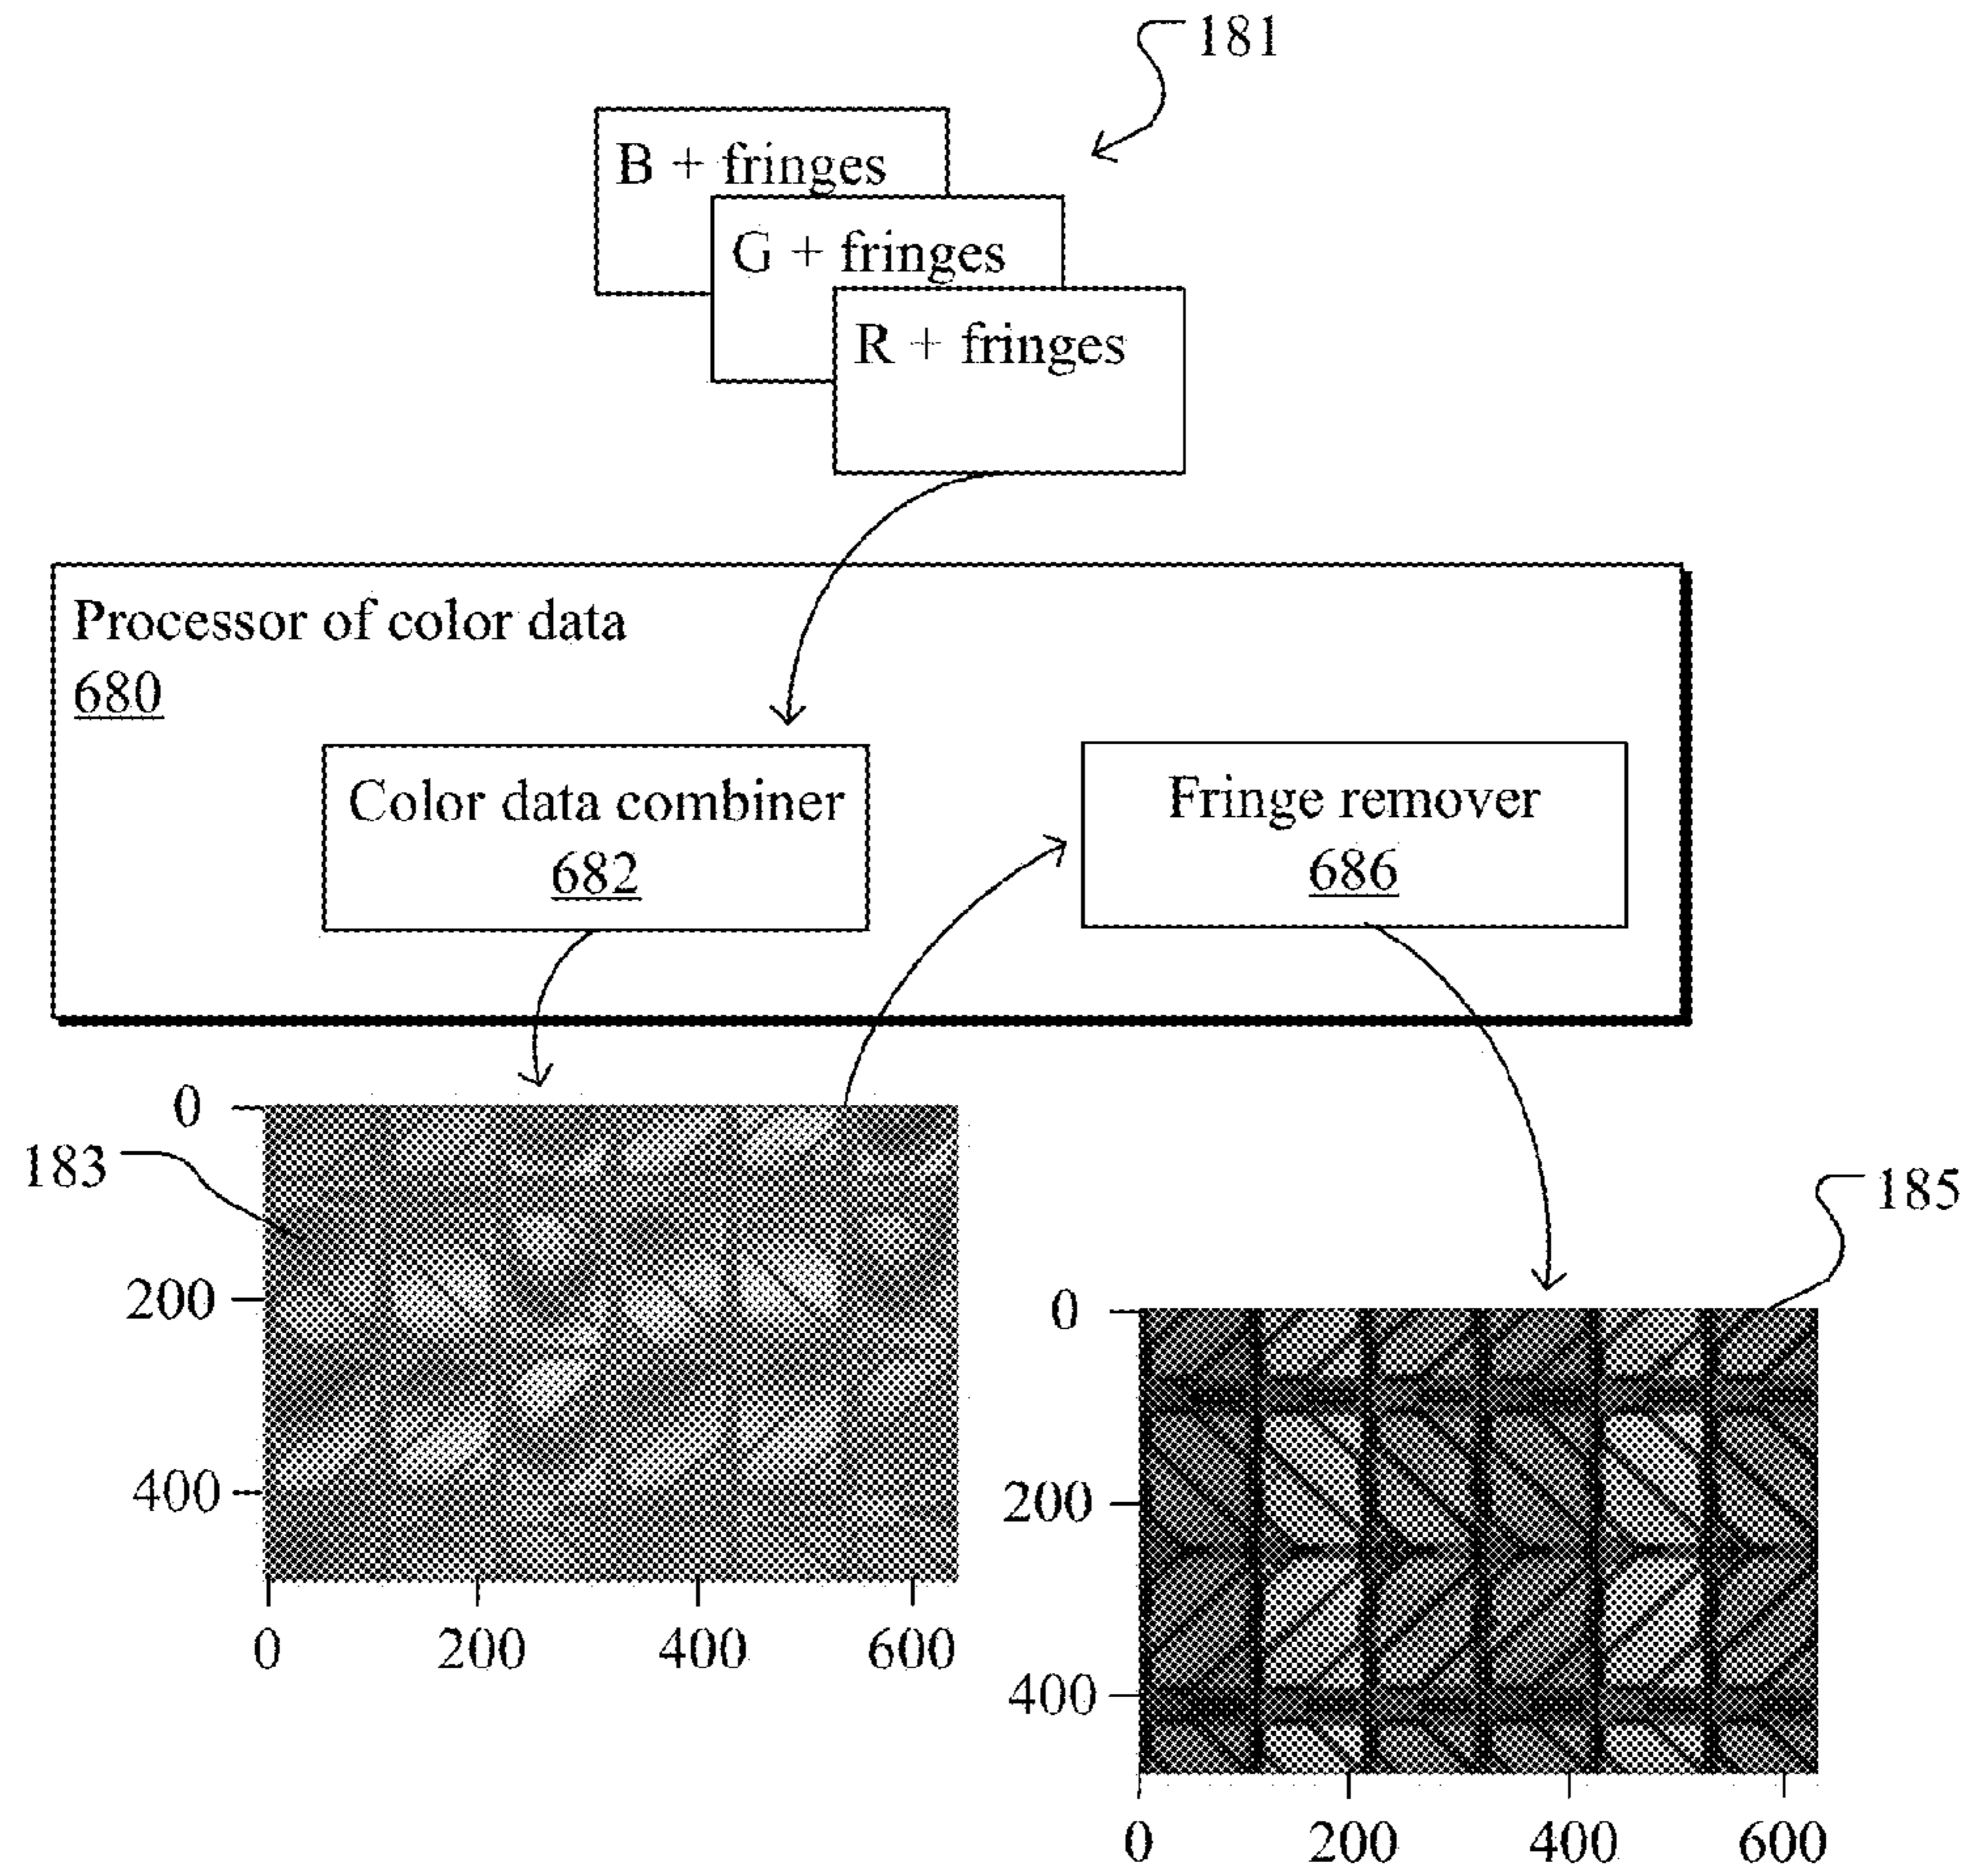 181
B + fringes
G + fringes
R + fringes
Processor of color data
680
Color data combiner
682
Fringe remover
686
183
0
200
400
0 200 400 600
185
0
200
400
0 200 400 600